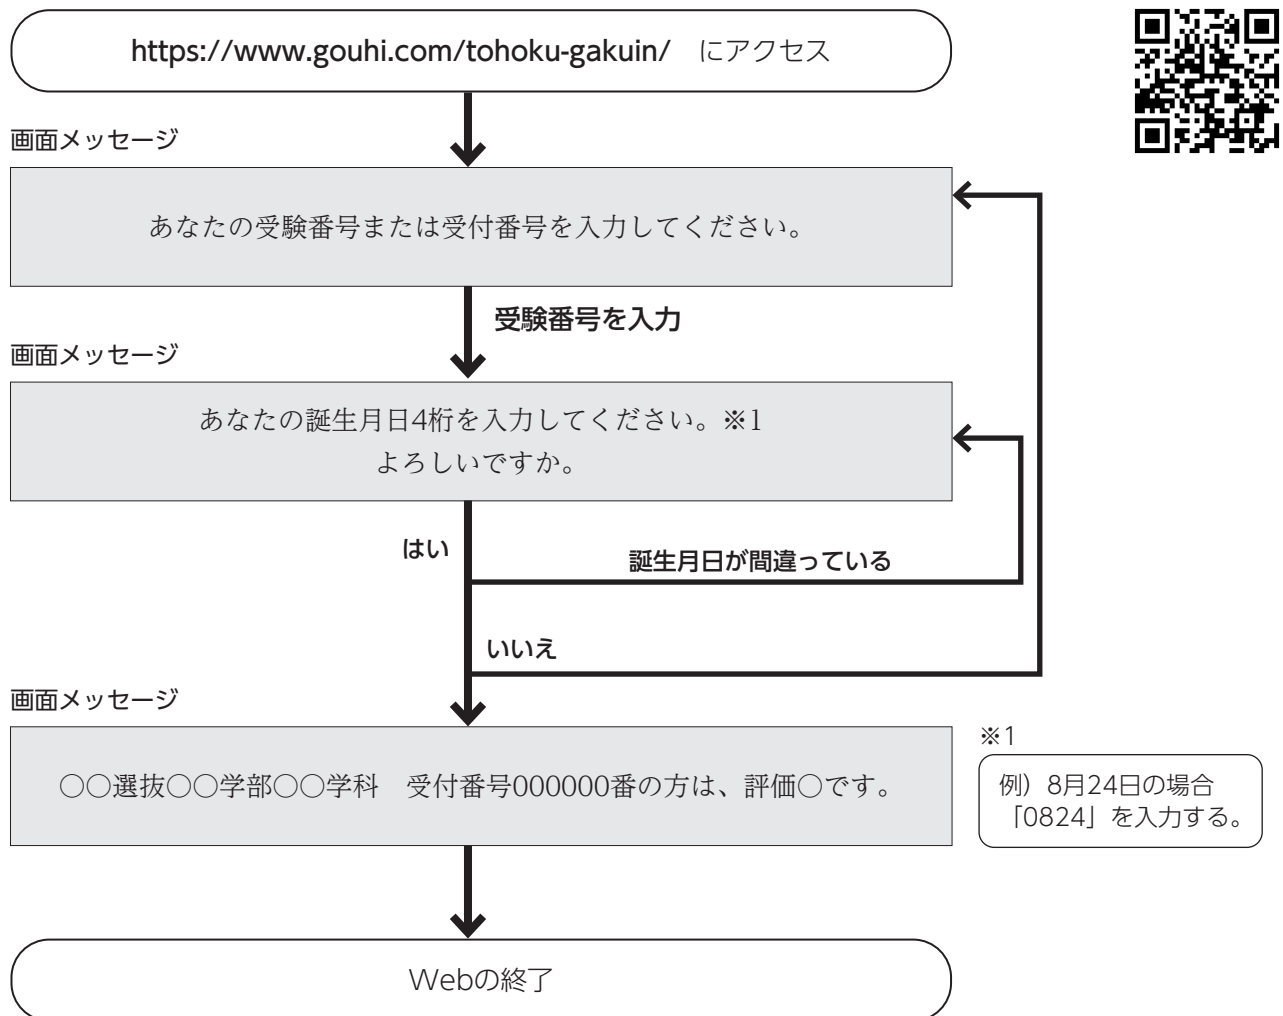 https://www.gouhi.com/tohoku-gakuin/　にアクセス
画面メッセージ
あなたの受験番号または受付番号を入力してください。
受験番号を入力
画面メッセージ
あなたの誕生月日4桁を入力してください。※1
よろしいですか。
はい
誕生月日が間違っている
いいえ
画面メッセージ
○○選抜○○学部○○学科　受付番号000000番の方は、評価○です。
※1
例）8月24日の場合
「0824」を入力する。
Webの終了